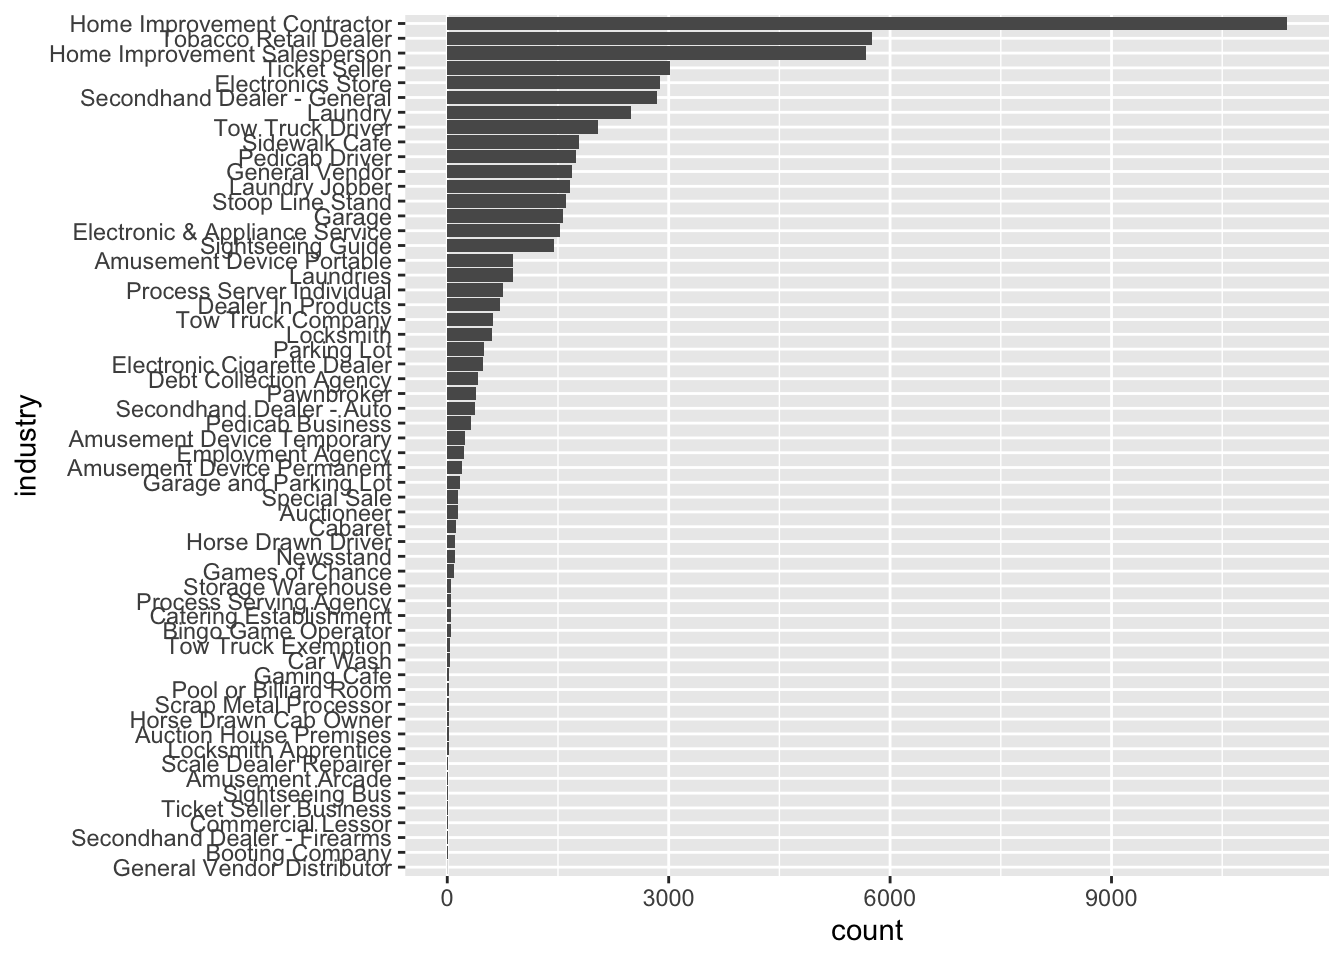 Home Improvement Contractor
Tobacco Retail Dealer
Home Improvement Salesperson
Ticket Seller
Electronics Store
Secondhand Dealer - General
Laundry
Tow Truck Driver
Sidewalk Cafe
Pedicab Driver
General Vendor
Laundry Jobber
Stoop Line Stand
Garage
Electronic & Appliance Service
Sightseeing Guide
Amusement Device Portable
Laundries
Process Server Individual
Dealer In Products
Tow Truck Company
Locksmith
Parking Lot
Electronic Cigarette Dealer
Debt Collection Agency
Pawnbroker
Secondhand Dealer - Auto
Pedicab Business
Amusement Device Temporary
Employment Agency
Amusement Device Permanent
Garage and Parking Lot
Special Sale
Auctioneer
Cabaret
Horse Drawn Driver
Newsstand
Games of Chance
Storage Warehouse
Process Serving Agency
Catering Establishment
Bingo Game Operator
Tow Truck Exemption
Car Wash
Gaming Cafe
Pool or Billiard Room
Scrap Metal Processor
Horse Drawn Cab Owner
Auction House Premises
Locksmith Apprentice
Scale Dealer Repairer
Amusement Arcade
Sightseeing Bus
Ticket Seller Business
Commercial Lessor
Secondhand Dealer - Firearms
Booting Company
General Vendor Distributor
industry
0 3000 6000 9000
count